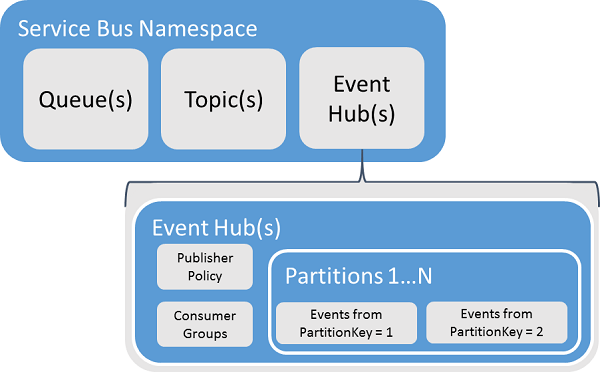 Service Bus Namespace
Queue(s)
Topic(s)
Event
Hub(s)
Event Hub(s)
Publisher
Policy
Consumer
Groups
Partitions 1...N
Events from
PartitionKey = 1
Events from
PartitionKey = 2